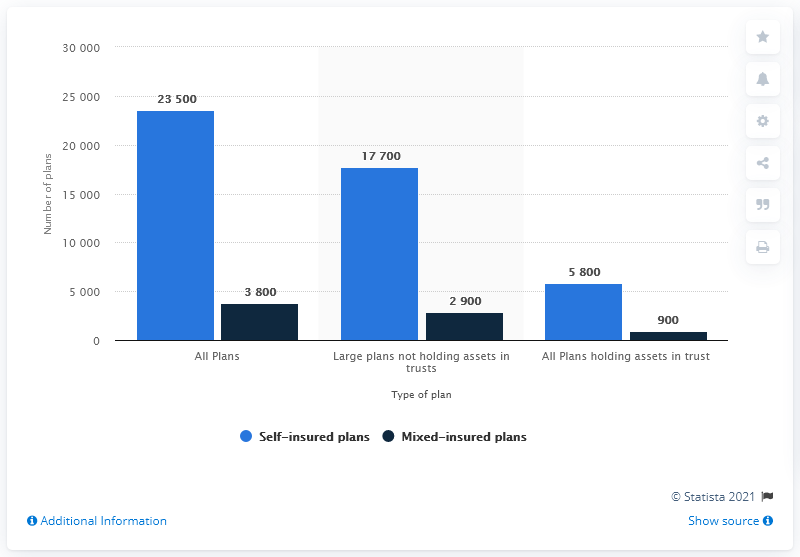 30 000
25 000
20 000
15 000
10 000
5 000
0
Number of plans
23 500
3 800
17 700
2 900
5 800
900
All Plans
Large plans not holding assets in
trusts
All Plans holding assets in trust
Type of plan
Self-insured plans
Mixed-insured plans
© Statista 2021
Additional Information
Show source